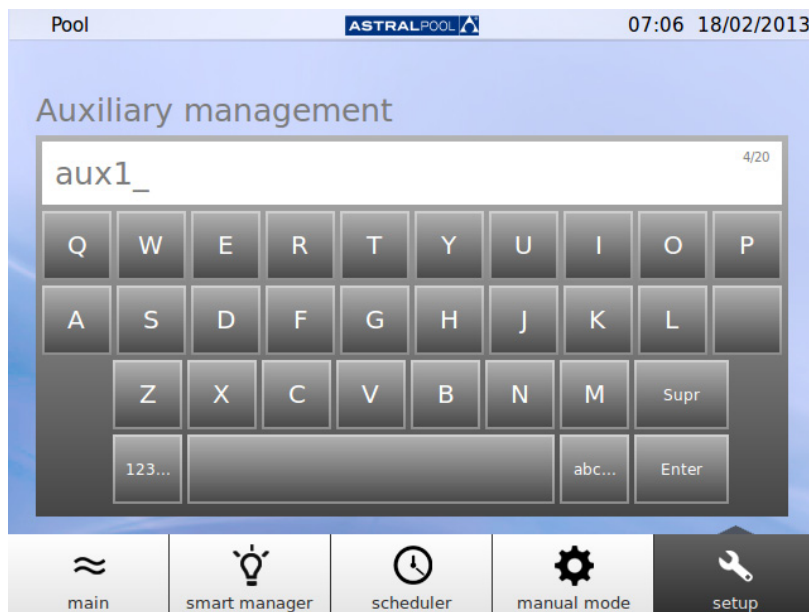 Pool ASTRALPOOL 07:06 18/02/2013
Auxiliary management
aux1_ 4/20
Q W E R T Y U I O P
A S D F G H J K L
Z X C V B N M Supr
123... abc... Enter
main smart manager scheduler manual mode setup